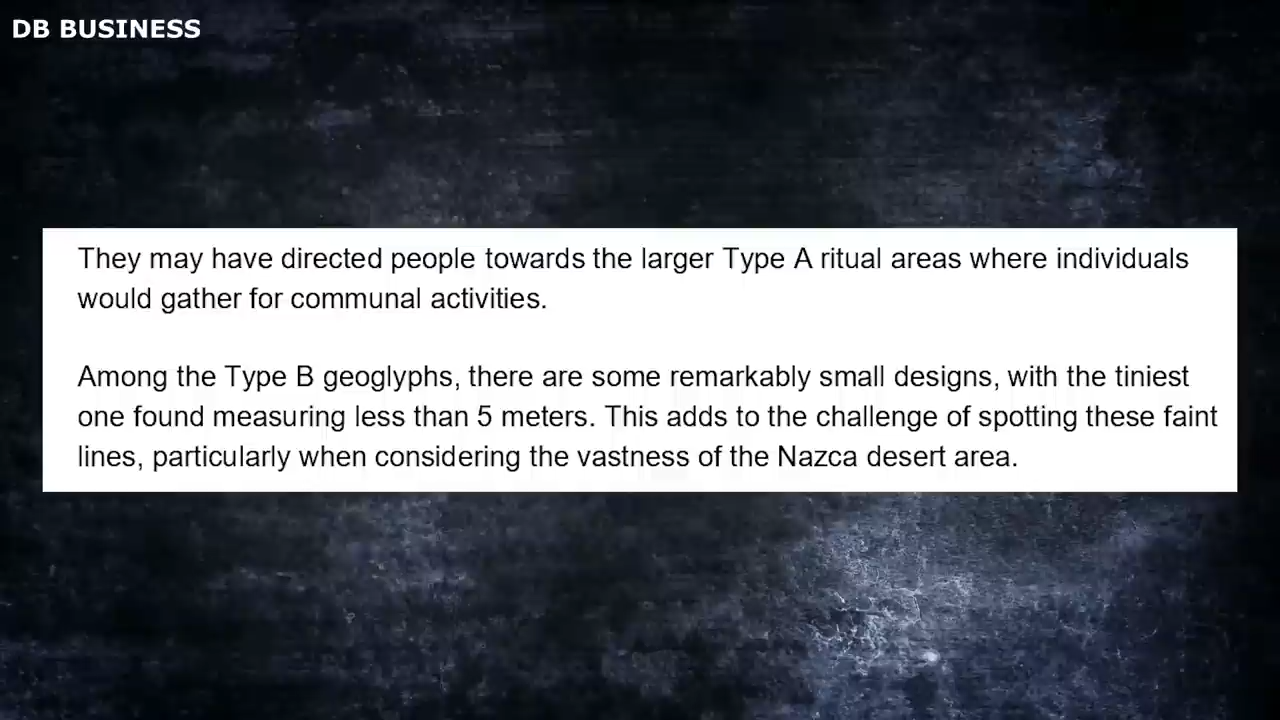 DB BUSINESS
They may have directed people towards the larger Type A ritual areas where individuals
would gather for communal activities.
Among the Type B geoglyphs, there are some remarkably small designs, with the tiniest
one found measuring less than 5 meters. This adds to the challenge of spotting these faint
lines, particularly when considering the vastness of the Nazca desert area.